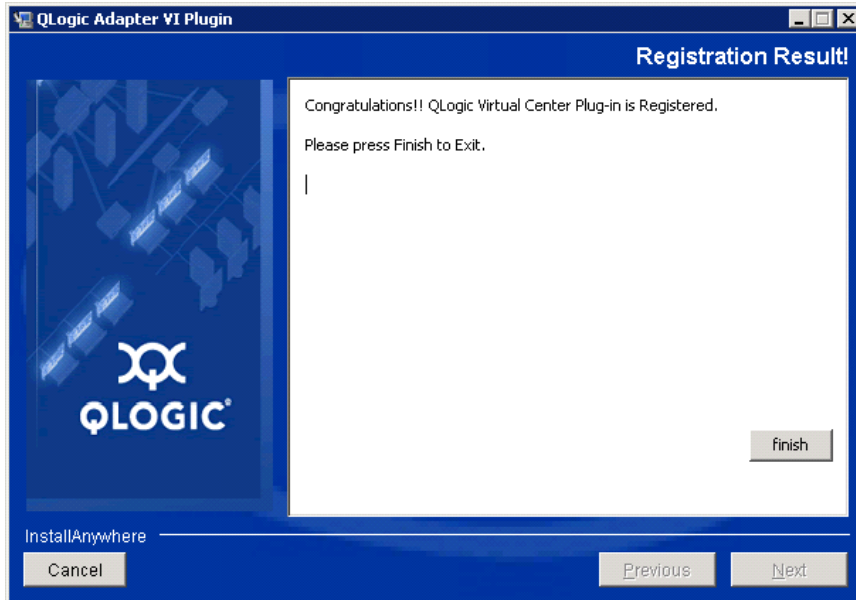 QLogic Adapter VI Plugin
Registration Result!
Congratulations!! QLogic Virtual Center Plug-in is Registered.
Please press Finish to Exit.
QLOGIC®
finish
InstallAnywhere
Cancel
Previous
Next